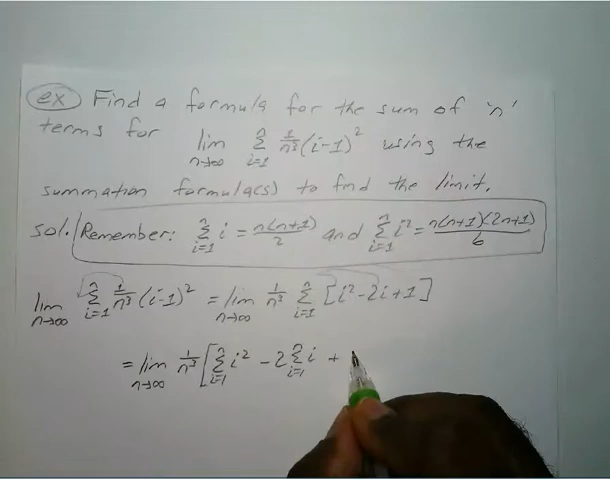 ex Find a formula for the sum of 'n'
terms for lim n→∞ Σ i=1 n 1/n³ (i-1)² using the
summation formula(s) to find the limit.
Sol. Remember: Σ i=1 n i = n(n+1)/2 and Σ i=1 n i² = n(n+1)(2n+1)/6
lim n→∞ Σ i=1 n 1/n³ (i-1)² = lim n→∞ 1/n³ Σ i=1 n [i²-2i+1]
= lim n→∞ 1/n³ [Σ i=1 n i² - 2 Σ i=1 n i +